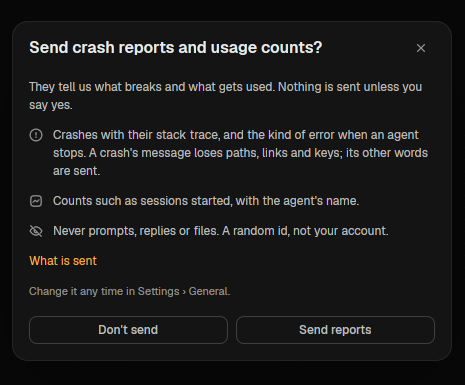 Send crash reports and usage counts?
They tell us what breaks and what gets used. Nothing is sent unless you
say yes.
Crashes with their stack trace, and the kind of error when an agent
stops. A crash's message loses paths, links and keys; its other words
are sent.
Counts such as sessions started, with the agent's name.
Never prompts, replies or files. A random id, not your account.
What is sent
Change it any time in Settings › General.
Don't send
Send reports